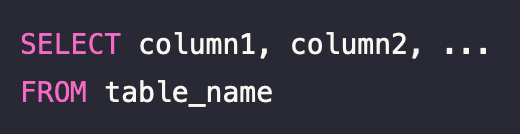 SELECT column1, column2, ...
FROM table_name